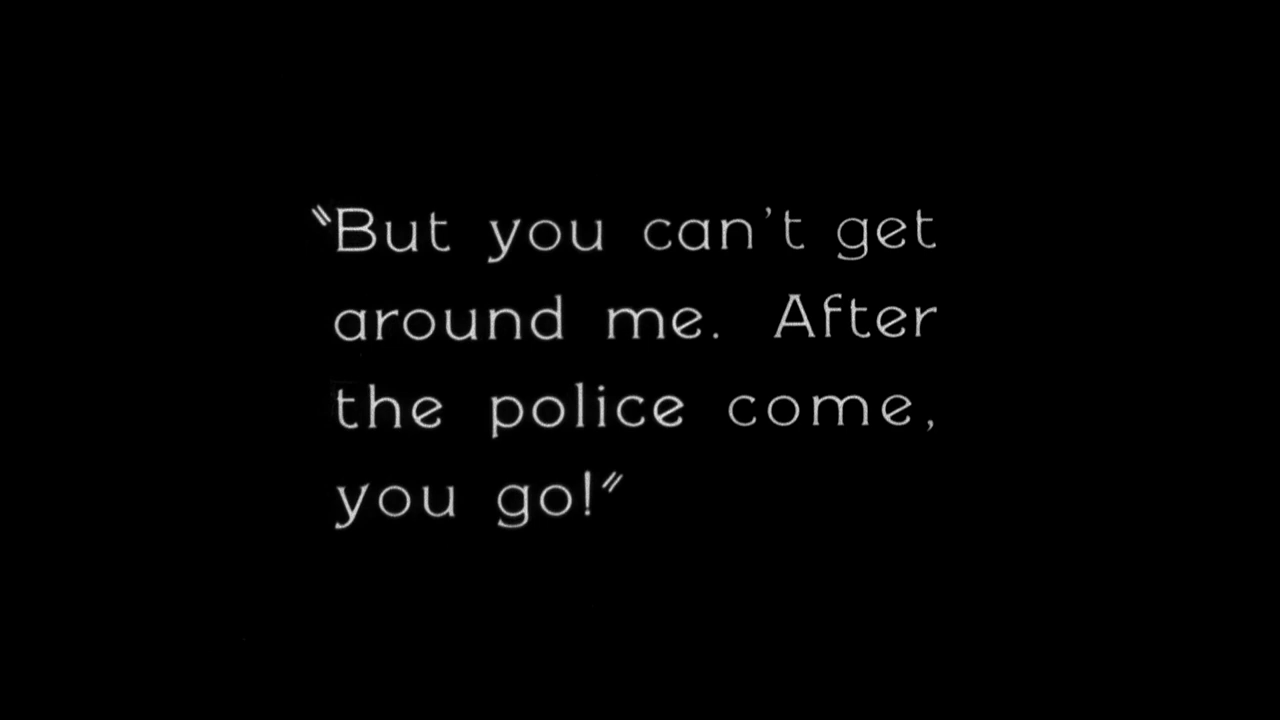 "But you can't get
around me. After
the police come,
you go!"